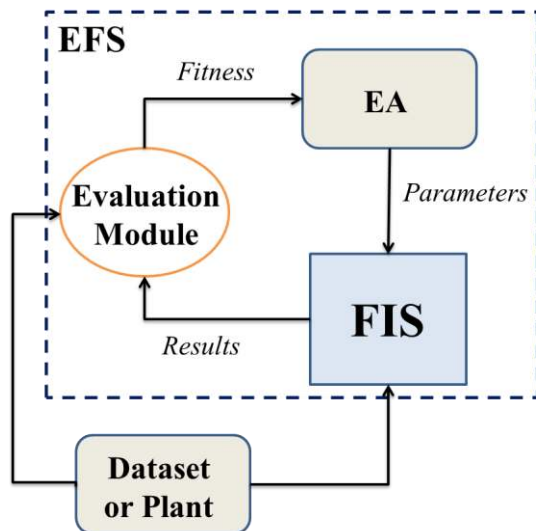 EFS
Fitness
EA
Evaluation
Module
Parameters
FIS
Results
Dataset
or Plant